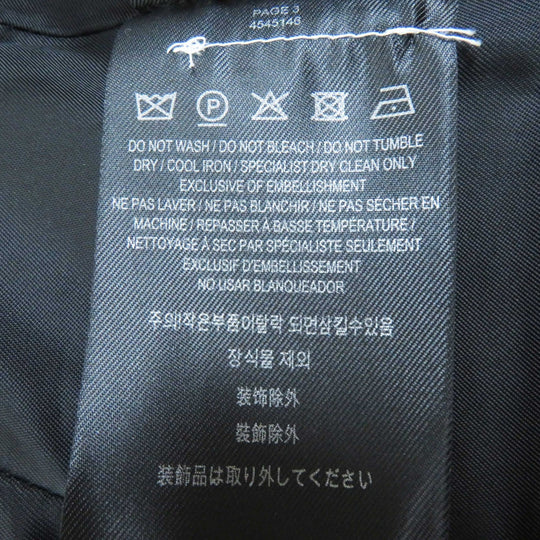 PAGE 3
4545146
P
DO NOT WASH / DO NOT BLEACH / DO NOT TUMBLE
DRY / COOL IRON / SPECIALIST DRY CLEAN ONLY
EXCLUSIVE OF EMBELLISHMENT
NE PAS LAVER / NE PAS BLANCHIR / NE PAS SÉCHER EN
MACHINE / REPASSER À BASSE TEMPÉRATURE /
NETTOYAGE À SEC PAR SPÉCIALISTE SEULEMENT
EXCLUSIF D'EMBELLISSEMENT
NO USAR BLANQUEADOR
주의!작은부품이탈락 되면삼킬수있음
장식물 제외
装饰除外
裝飾除外
装飾品は取り外してください